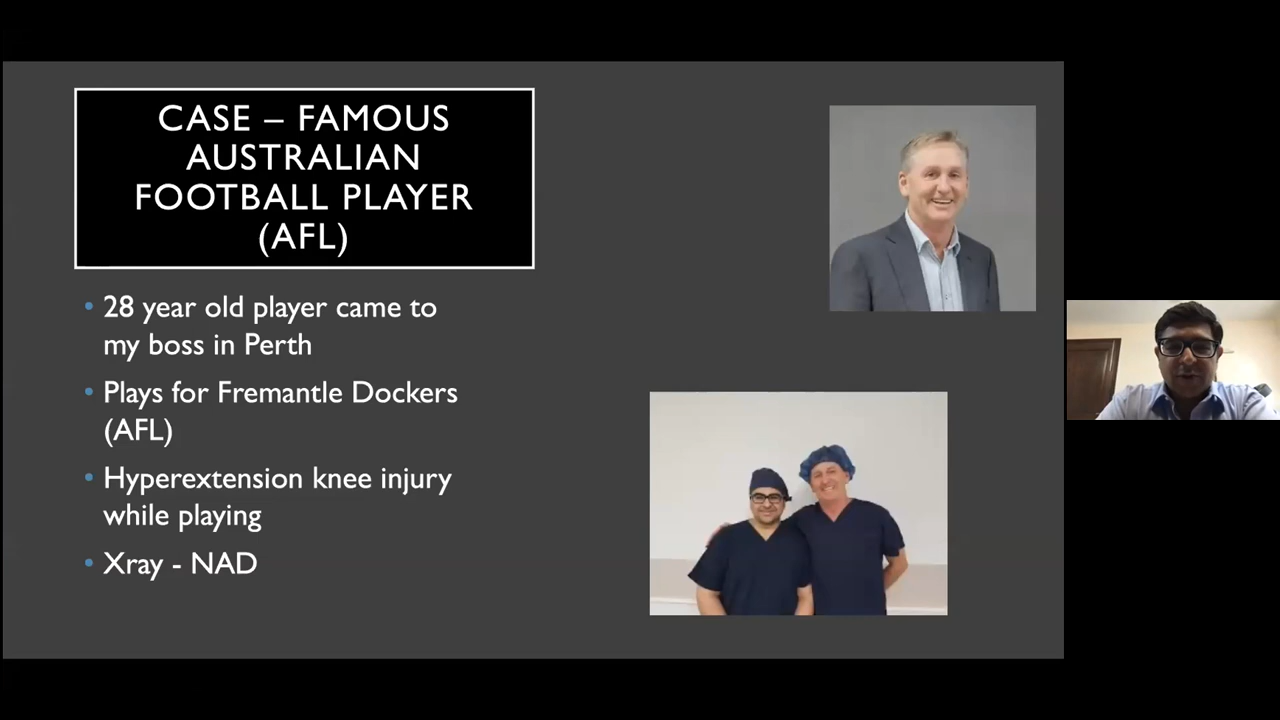 CASE – FAMOUS
AUSTRALIAN
FOOTBALL PLAYER
(AFL)
• 28 year old player came to
my boss in Perth
• Plays for Fremantle Dockers
(AFL)
• Hyperextension knee injury
while playing
• Xray - NAD